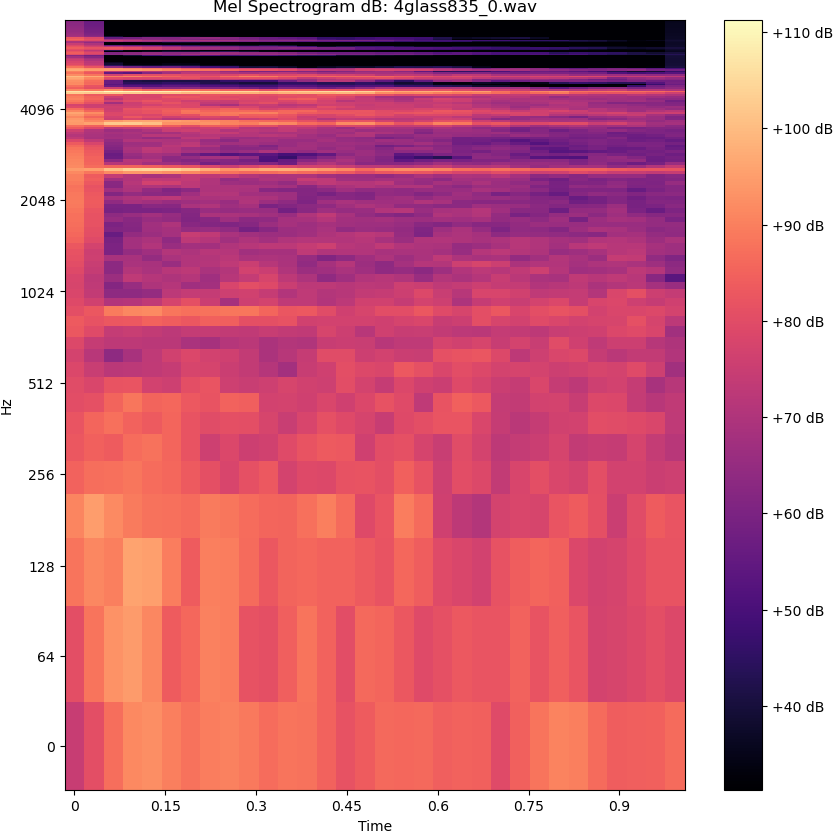 Mel Spectrogram dB: 4glass835_0.wav
+110 dB
4096
+100 dB
+90 dB
2048
1024
+80 dB
512
Hz
+70 dB
256
+60 dB
128
+50 dB
64
+40 dB
0
0 0.15 0.3 0.45 0.6 0.75 0.9
Time